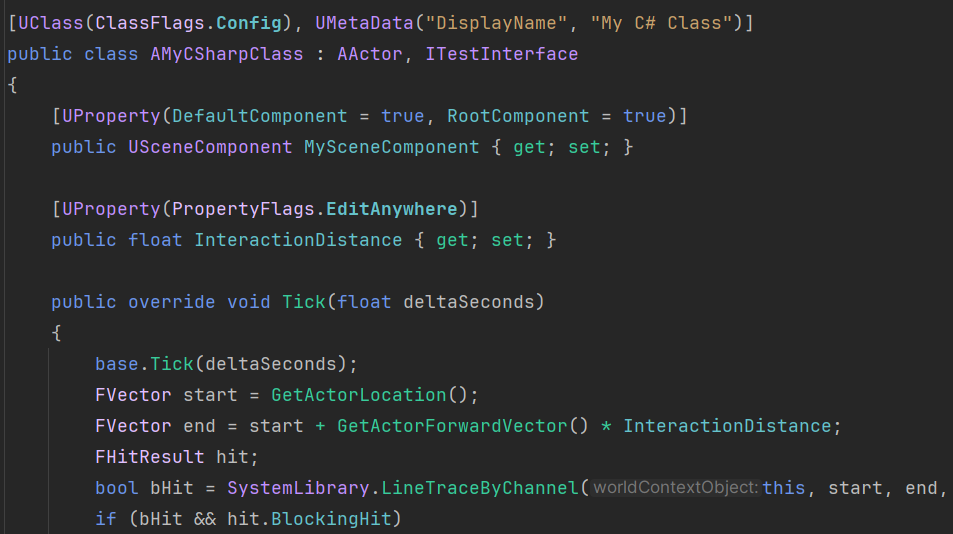 [UClass(ClassFlags.Config), UMetaData("DisplayName", "My C# Class")]
public class AMyCSharpClass : AActor, ITestInterface
{
    [UProperty(DefaultComponent = true, RootComponent = true)]
    public USceneComponent MySceneComponent { get; set; }

    [UProperty(PropertyFlags.EditAnywhere)]
    public float InteractionDistance { get; set; }

    public override void Tick(float deltaSeconds)
    {
        base.Tick(deltaSeconds);
        FVector start = GetActorLocation();
        FVector end = start + GetActorForwardVector() * InteractionDistance;
        FHitResult hit;
        bool bHit = SystemLibrary.LineTraceByChannel( worldContextObject: this, start, end,
        if (bHit && hit.BlockingHit)